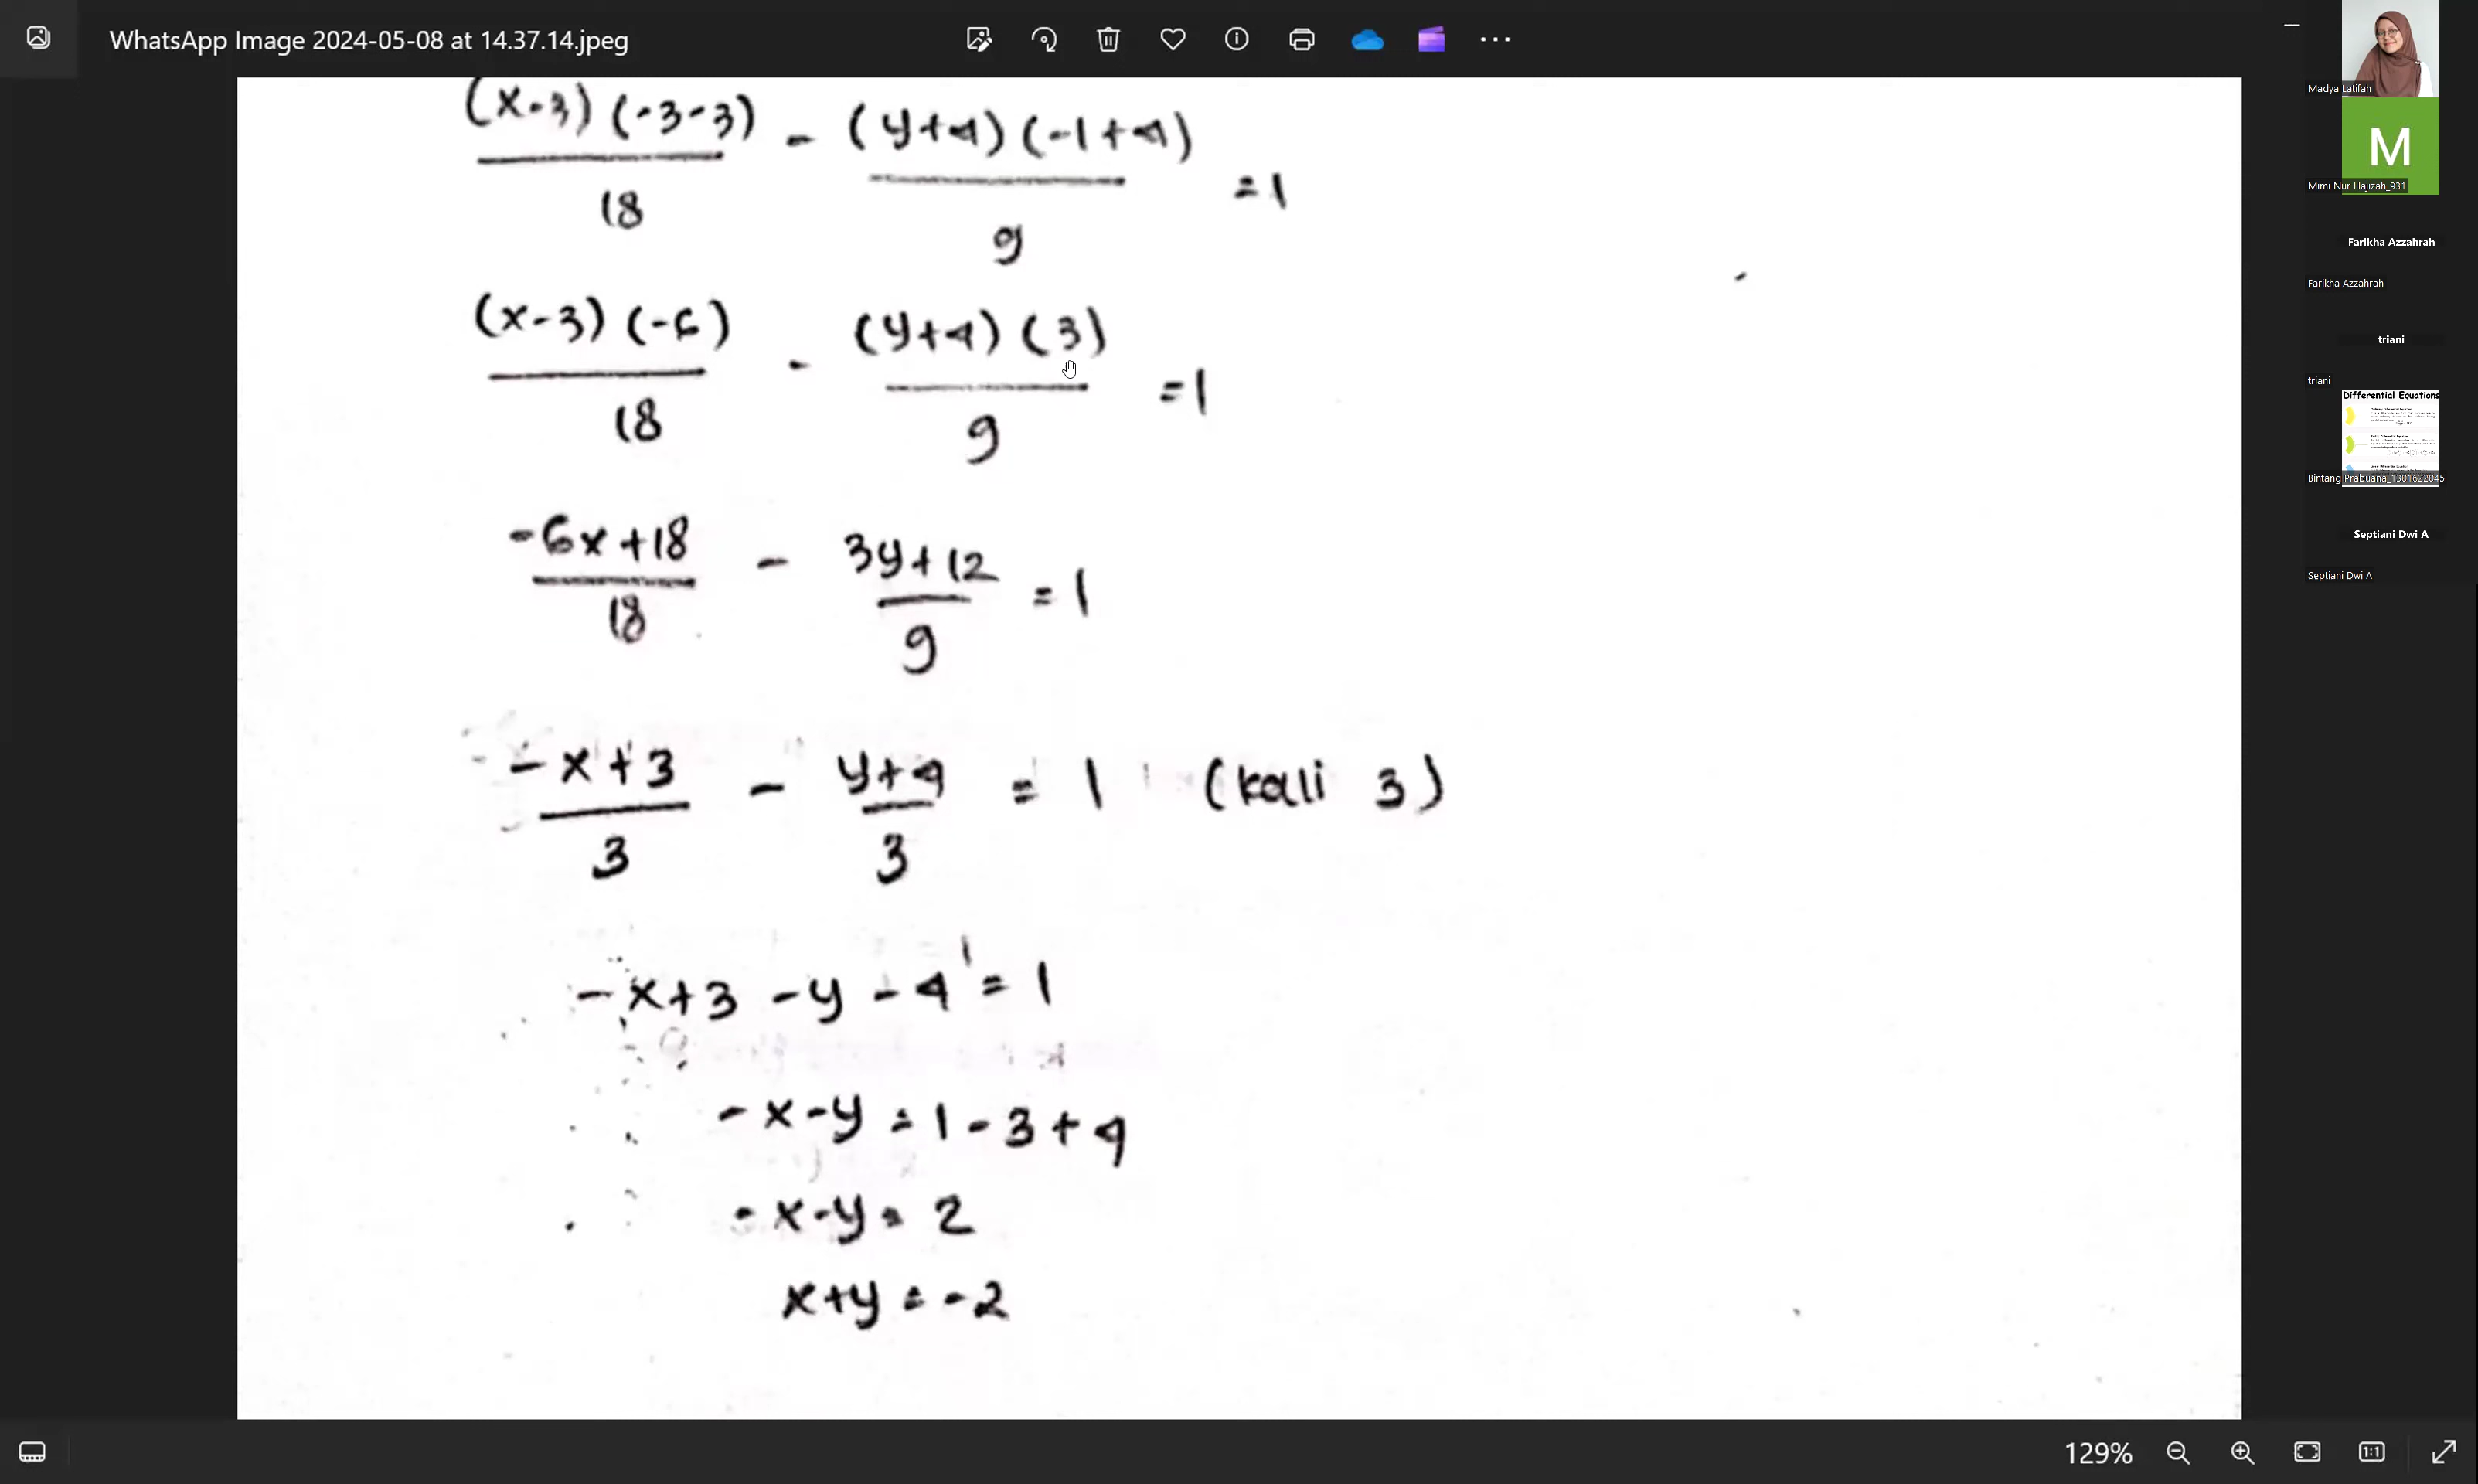 WhatsApp Image 2024-05-08 at 14.37.14.jpeg
(x-3)(-3-3)/18 - (y+4)(-1+4)/9 = 1
(x-3)(-6)/18 - (y+4)(3)/9 = 1
-6x+18/18 - 3y+12/9 = 1
-x+3/3 - y+4/3 = 1 (kali 3)
-x+3-y-4 = 1
-x-y = 1-3+4
-x-y = 2
x+y = -2
Madya Latifah
M
Mimi Nur Hajizah_931
Farikha Azzahrah
Farikha Azzahrah
triani
triani
Differential Equations
Bintang Prabuana_1301622045
Septiani Dwi A
Septiani Dwi A
129%
1:1